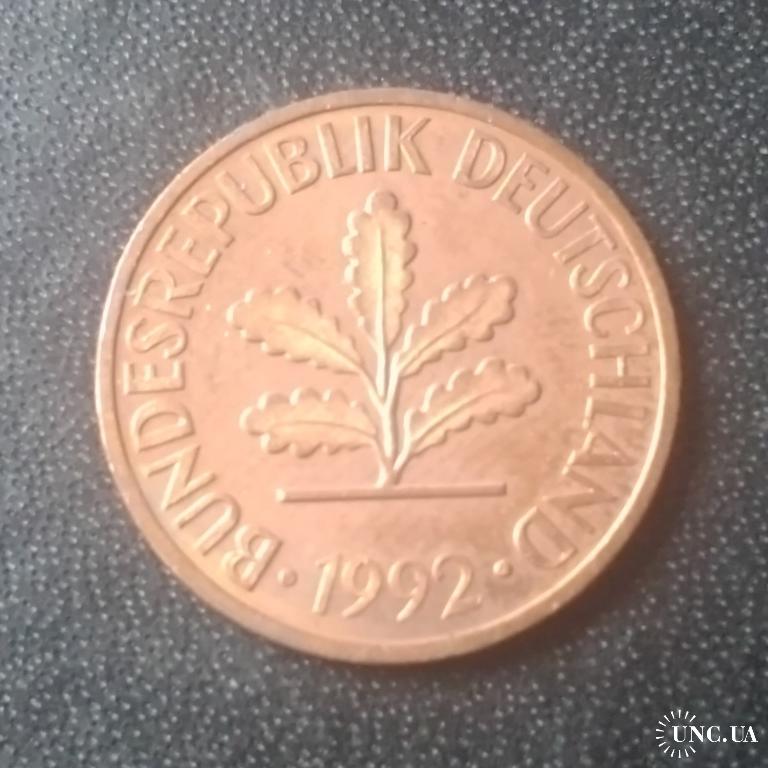 BUNDESREPUBLIK DEUTSCHLAND
· 1992 ·
UNC.UA